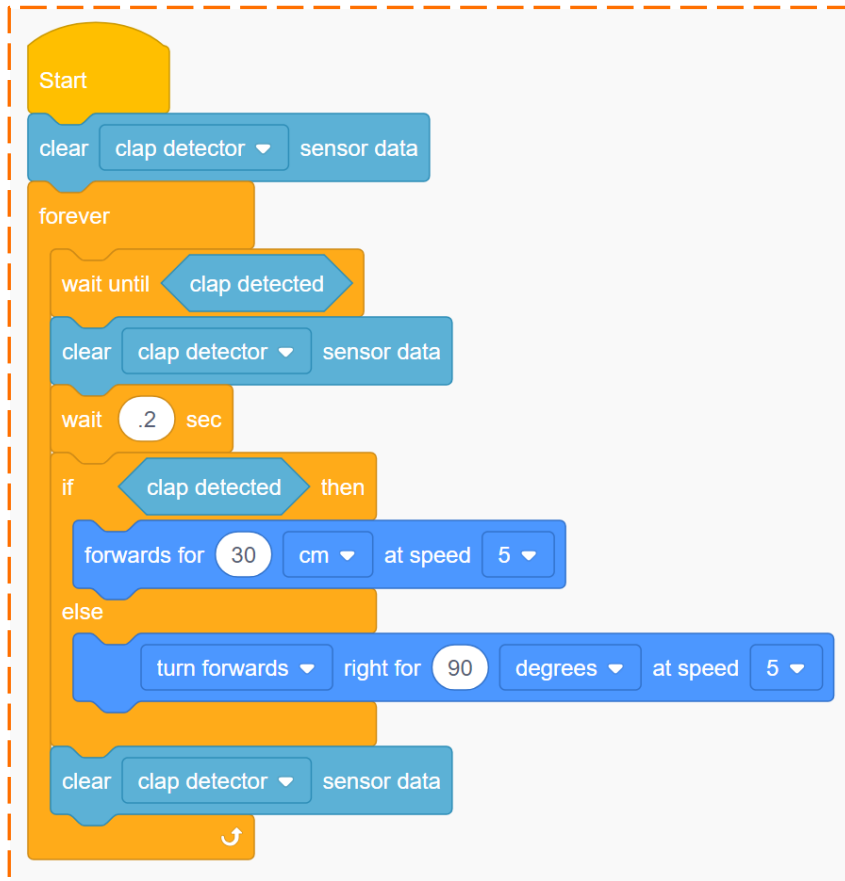 Start
clear clap detector sensor data
forever
wait until clap detected
clear clap detector sensor data
wait .2 sec
if clap detected then
forwards for 30 cm at speed 5
else
turn forwards right for 90 degrees at speed 5
clear clap detector sensor data